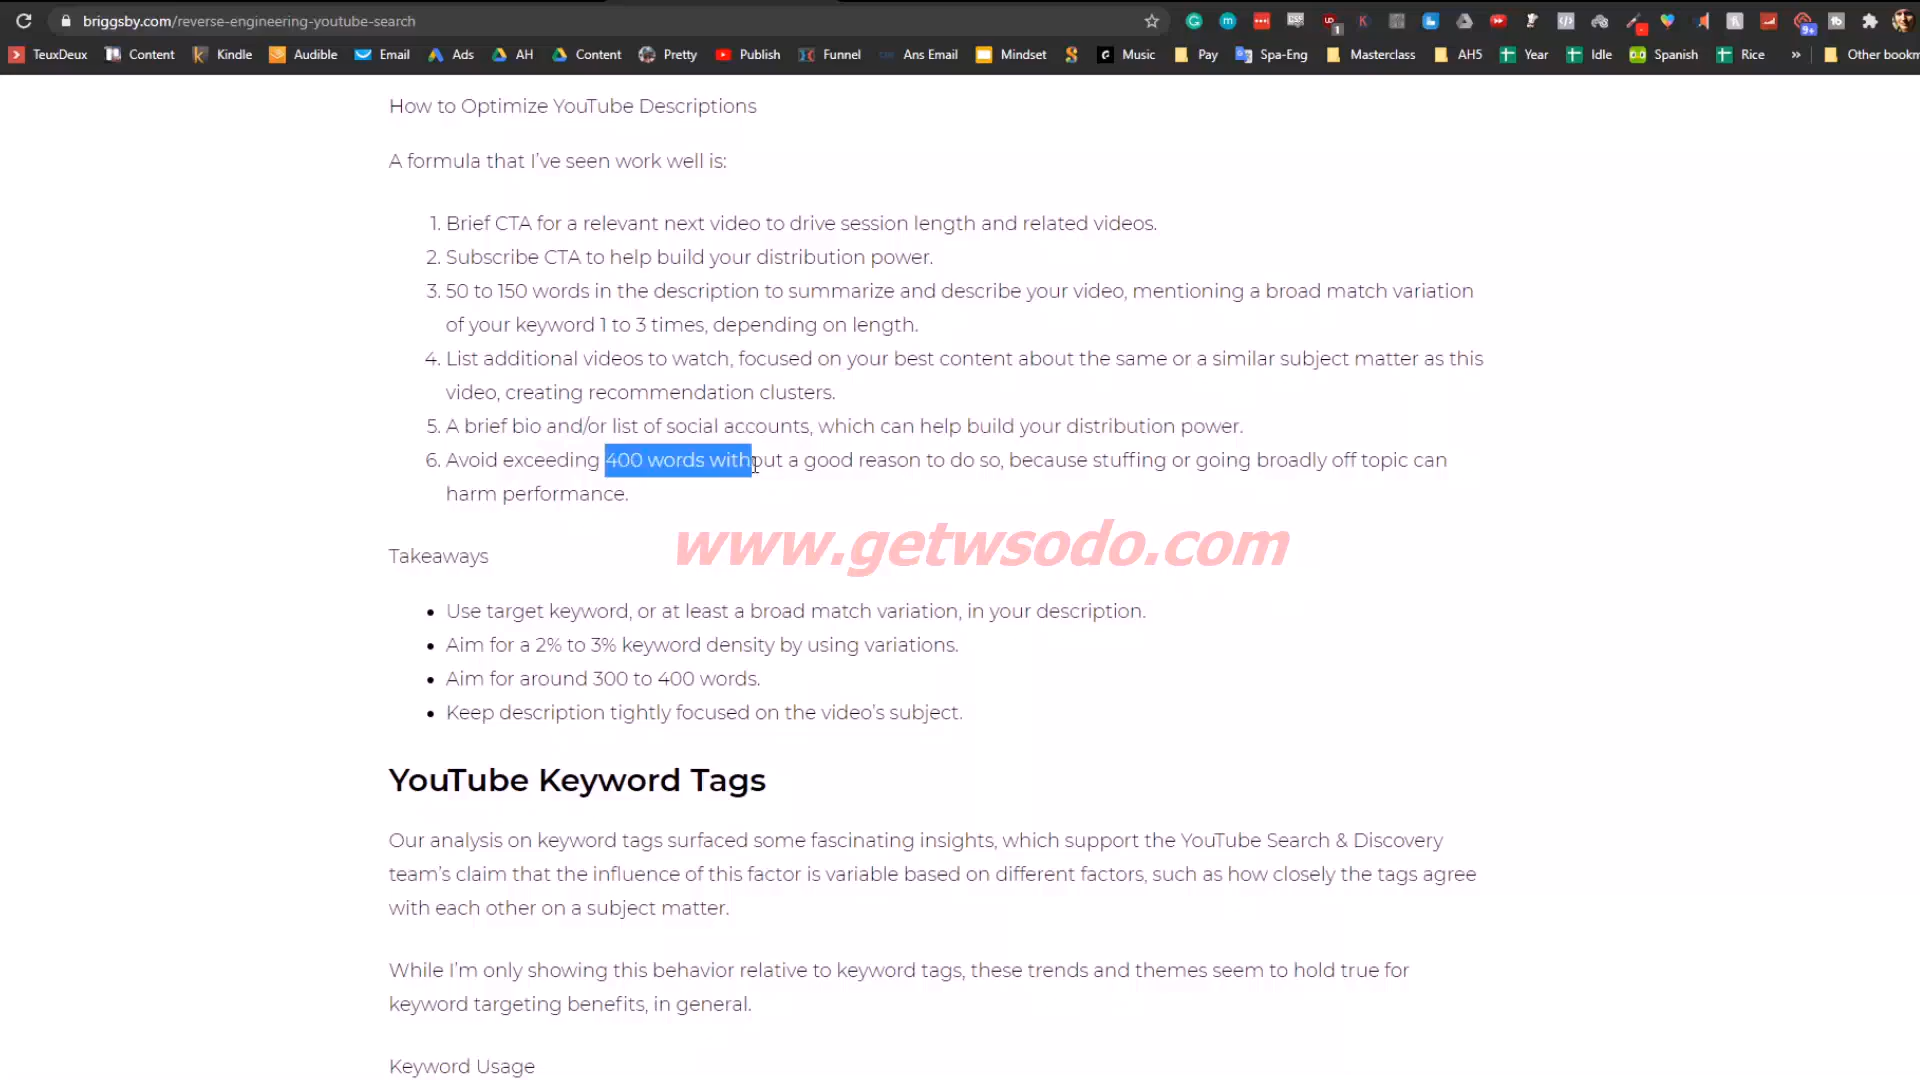 briggsby.com/reverse-engineering-youtube-search
TeuxDeux Content Kindle Audible Email Ads AH Content Pretty Publish Funnel Ans Email Mindset Music Pay Spa-Eng Masterclass AH5 Year Idle Spanish Rice » Other bookm
How to Optimize YouTube Descriptions
A formula that I've seen work well is:
1. Brief CTA for a relevant next video to drive session length and related videos.
2. Subscribe CTA to help build your distribution power.
3. 50 to 150 words in the description to summarize and describe your video, mentioning a broad match variation
of your keyword 1 to 3 times, depending on length.
4. List additional videos to watch, focused on your best content about the same or a similar subject matter as this
video, creating recommendation clusters.
5. A brief bio and/or list of social accounts, which can help build your distribution power.
6. Avoid exceeding 400 words without a good reason to do so, because stuffing or going broadly off topic can
harm performance.
www.getwsodo.com
Takeaways
• Use target keyword, or at least a broad match variation, in your description.
• Aim for a 2% to 3% keyword density by using variations.
• Aim for around 300 to 400 words.
• Keep description tightly focused on the video's subject.
YouTube Keyword Tags
Our analysis on keyword tags surfaced some fascinating insights, which support the YouTube Search & Discovery
team's claim that the influence of this factor is variable based on different factors, such as how closely the tags agree
with each other on a subject matter.
While I'm only showing this behavior relative to keyword tags, these trends and themes seem to hold true for
keyword targeting benefits, in general.
Keyword Usage